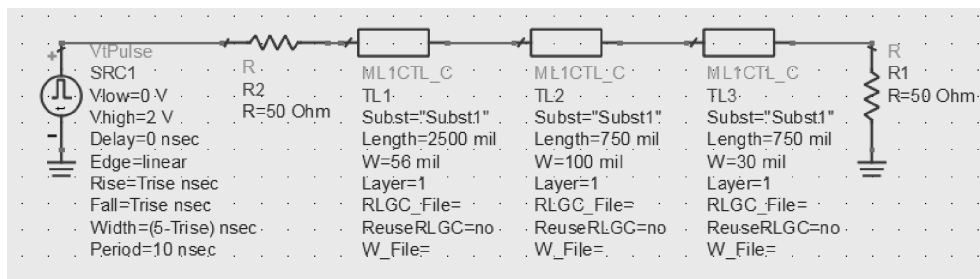 VtPulse
SRC1
Vlow=0 V
Vhigh=2 V
Delay=0 nsec
Edge=linear
Rise=Trise nsec
Fall=Trise nsec
Width=(5-Trise) nsec
Period=10 nsec
R
R2
R=50 Ohm
ML1CTL_C
TL1
Subst="Subst1"
Length=2500 mil
W=56 mil
Layer=1
RLGC_File=
ReuseRLGC=no
W_File=
ML1CTL_C
TL2
Subst="Subst1"
Length=750 mil
W=100 mil
Layer=1
RLGC_File=
ReuseRLGC=no
W_File=
ML1CTL_C
TL3
Subst="Subst1"
Length=750 mil
W=30 mil
Layer=1
RLGC_File=
ReuseRLGC=no
W_File=
R
R1
R=50 Ohm